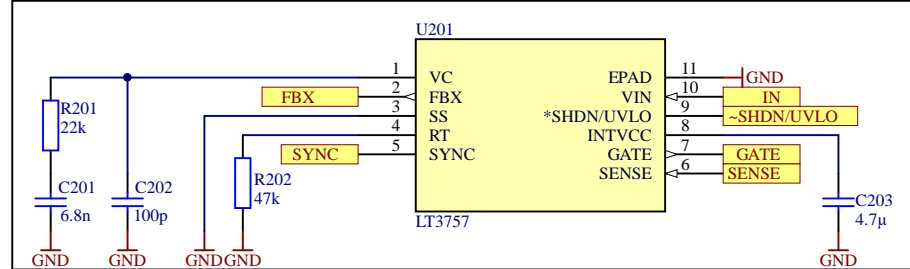 U201
1 VC EPAD 11 GND
FBX 2 FBX VIN 10 IN
R201 3 SS *SHDN/UVLO 9 ~SHDN/UVLO
22k 4 RT INTVCC 8
SYNC 5 SYNC GATE 7 GATE
SENSE 6 SENSE
C201 C202 R202
6.8n 100p 47k
C203
4.7µ
LT3757
GND GND GND GND GND